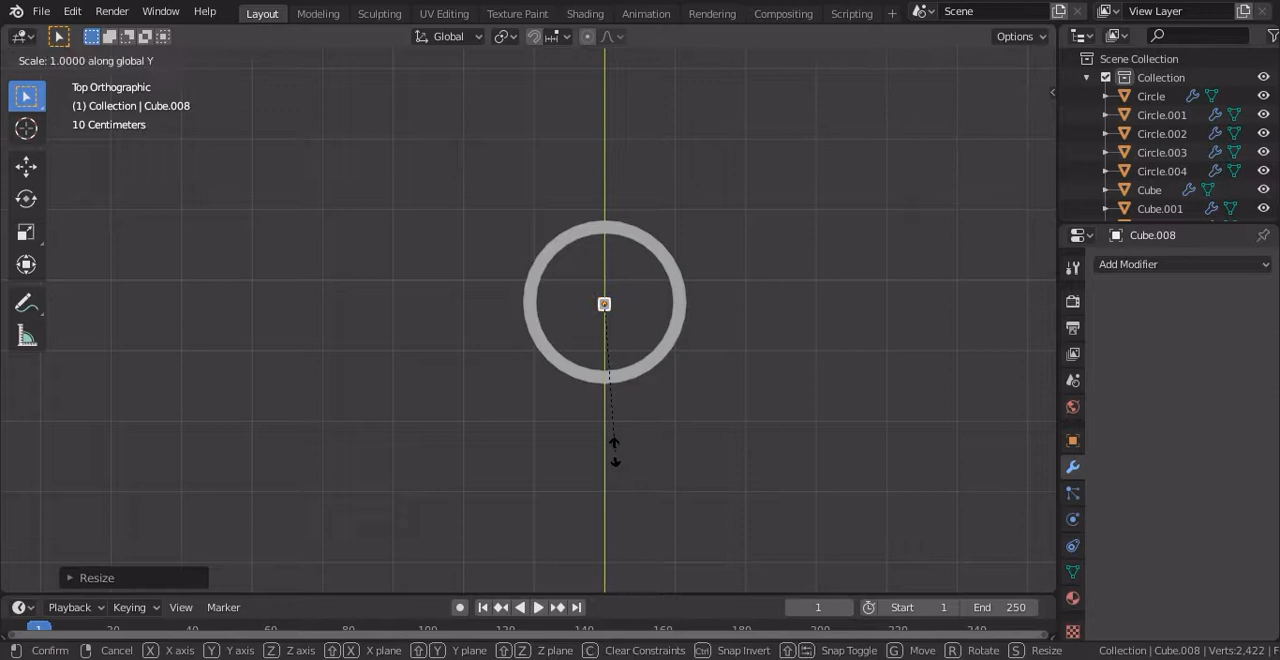 File Edit Render Window Help Layout Modeling Sculpting UV Editing Texture Paint Shading Animation Rendering Compositing Scripting + Scene View Layer
Global Options
Scale: 1.0000 along global Y
Top Orthographic
(1) Collection | Cube.008
10 Centimeters
Scene Collection
Collection
Circle
Circle.001
Circle.002
Circle.003
Circle.004
Cube
Cube.001
Cube.008
Add Modifier
Resize
Playback Keying View Marker 1 Start 1 End 250
1 20 60 80 100 120 140 160 200 220 240
Confirm Cancel X X axis Y Y axis Z Z axis X X plane Y Y plane Z Z plane C Clear Constraints Ctrl Snap Invert Snap Toggle G Move R Rotate S Resize Collection | Cube.008 | Verts:2,422 | F